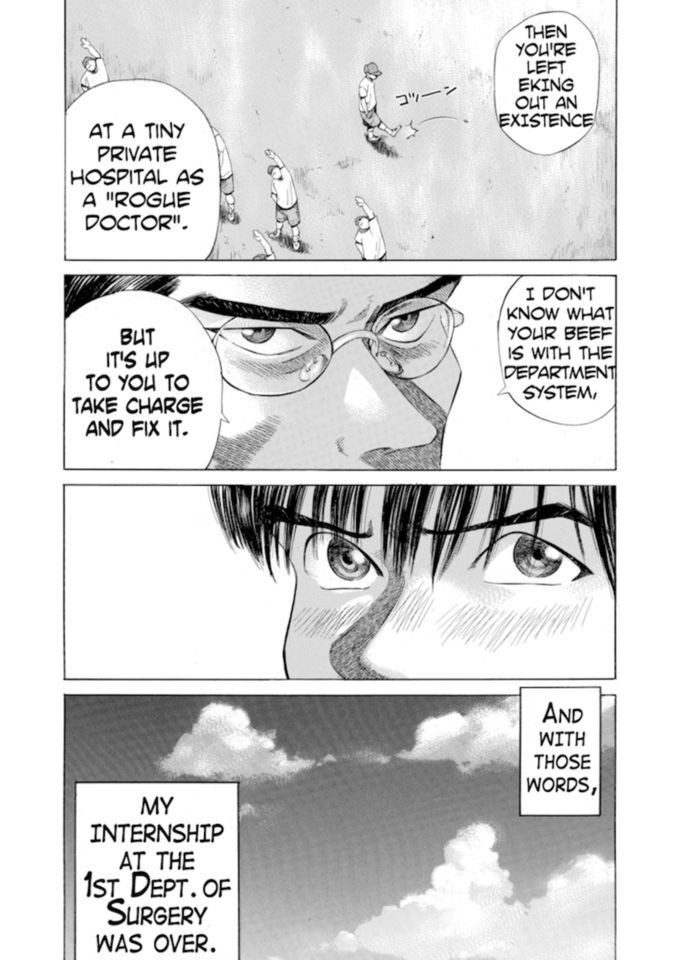 THEN
YOU'RE
LEFT
EKING
OUT AN
EXISTENCE
コツーン
AT A TINY
PRIVATE
HOSPITAL AS
A "ROGUE
DOCTOR".
I DON'T
KNOW WHAT
YOUR BEEF
IS WITH THE
DEPARTMENT
SYSTEM,
BUT
IT'S UP
TO YOU TO
TAKE CHARGE
AND FIX IT.
AND
WITH
THOSE
WORDS,
MY
INTERNSHIP
AT THE
1ST DEPT. OF
SURGERY
WAS OVER.